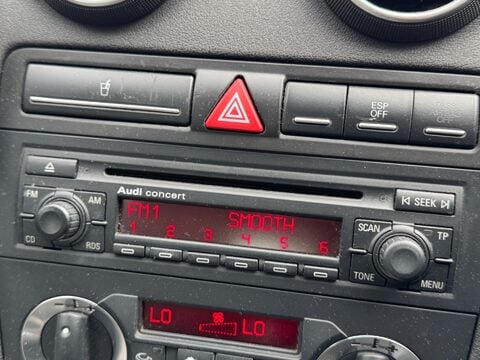 ESP OFF
Audi concert
SEEK
FM AM
CD RDS
FM1 SMOOTH
1 2 3 4 5 6
SCAN TP
TONE MENU
LO LO